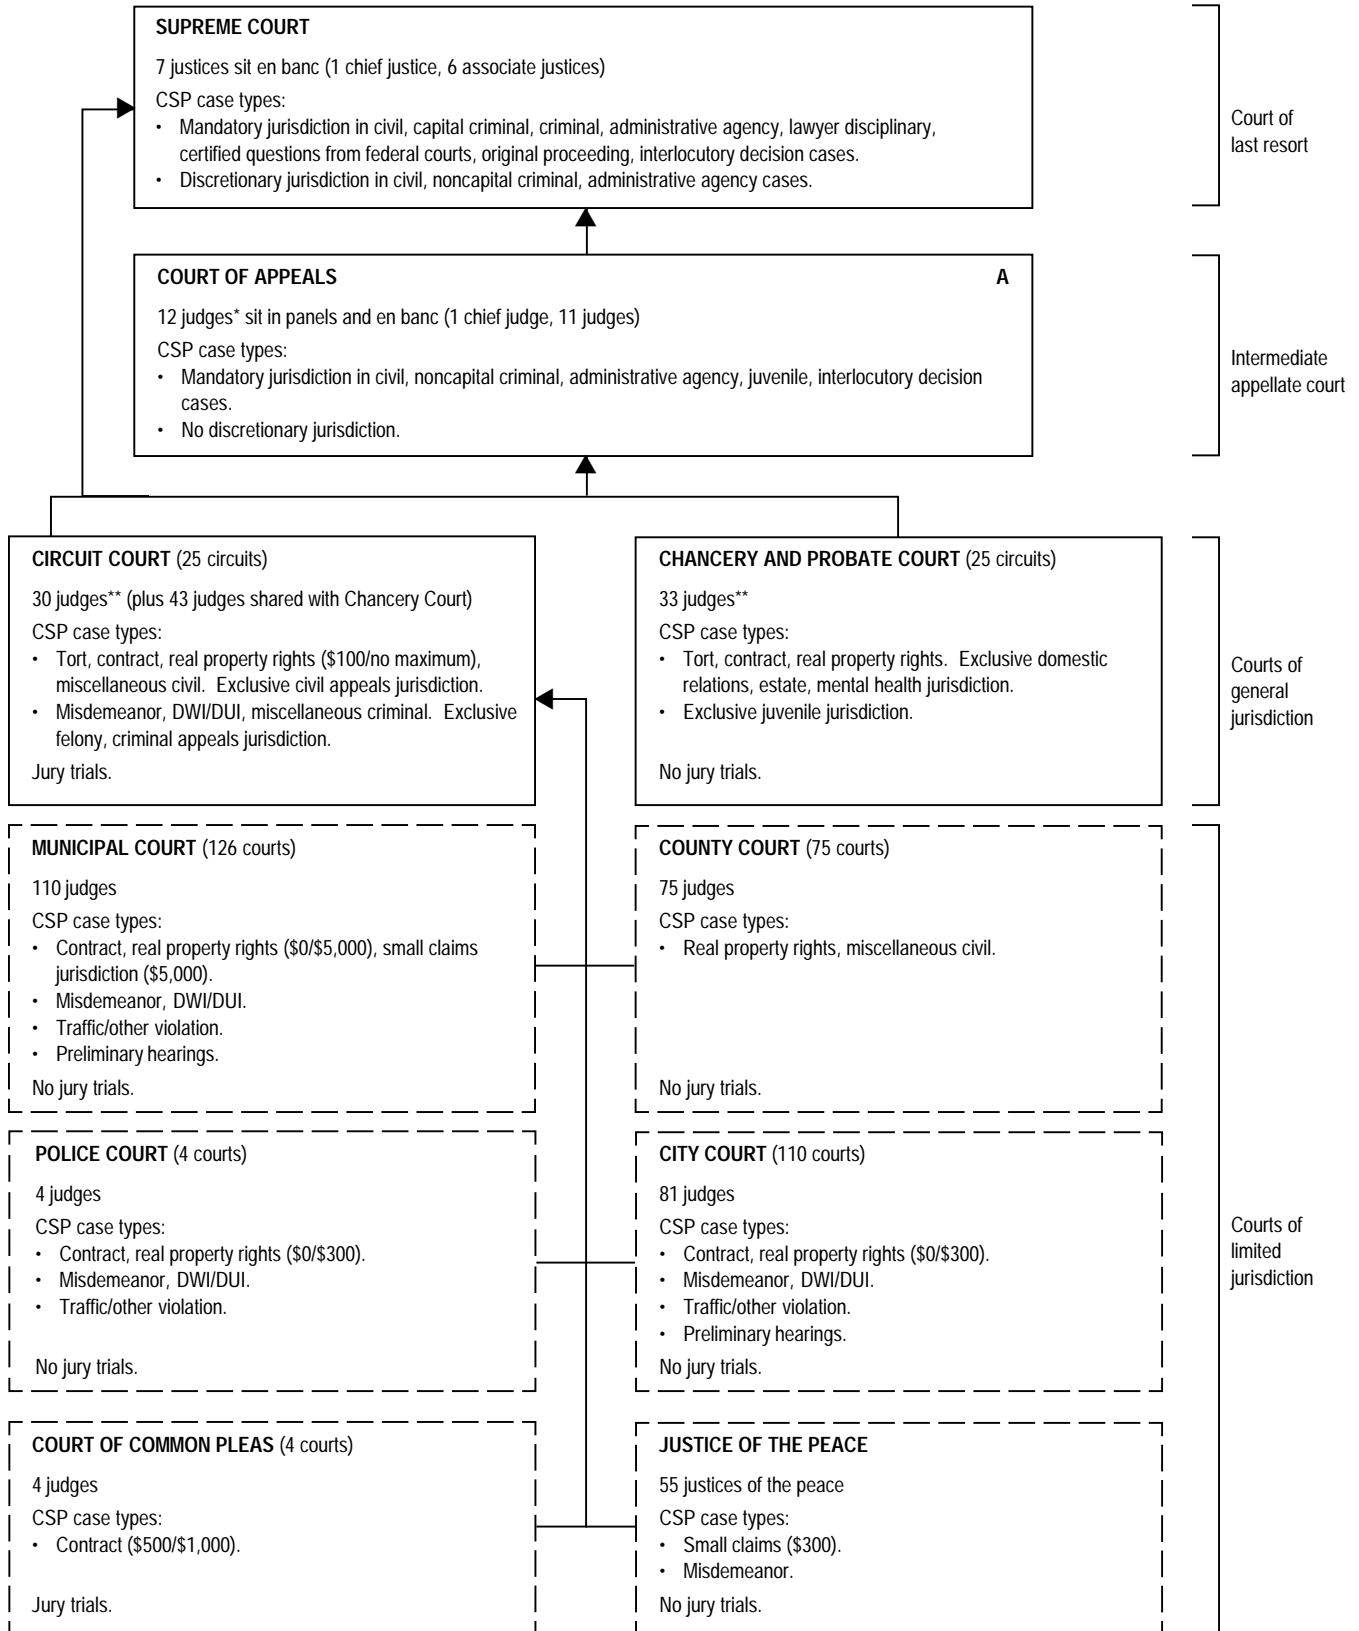 SUPREME COURT
7 justices sit en banc (1 chief justice, 6 associate justices)
CSP case types:
• Mandatory jurisdiction in civil, capital criminal, criminal, administrative agency, lawyer disciplinary,
certified questions from federal courts, original proceeding, interlocutory decision cases.
• Discretionary jurisdiction in civil, noncapital criminal, administrative agency cases.
Court of
last resort
COURT OF APPEALS A
12 judges* sit in panels and en banc (1 chief judge, 11 judges)
CSP case types:
• Mandatory jurisdiction in civil, noncapital criminal, administrative agency, juvenile, interlocutory decision
cases.
• No discretionary jurisdiction.
Intermediate
appellate court
CIRCUIT COURT (25 circuits)
30 judges** (plus 43 judges shared with Chancery Court)
CSP case types:
• Tort, contract, real property rights ($100/no maximum),
miscellaneous civil. Exclusive civil appeals jurisdiction.
• Misdemeanor, DWI/DUI, miscellaneous criminal. Exclusive
felony, criminal appeals jurisdiction.
Jury trials.
CHANCERY AND PROBATE COURT (25 circuits)
33 judges**
CSP case types:
• Tort, contract, real property rights. Exclusive domestic
relations, estate, mental health jurisdiction.
• Exclusive juvenile jurisdiction.
No jury trials.
Courts of
general
jurisdiction
MUNICIPAL COURT (126 courts)
110 judges
CSP case types:
• Contract, real property rights ($0/$5,000), small claims
jurisdiction ($5,000).
• Misdemeanor, DWI/DUI.
• Traffic/other violation.
• Preliminary hearings.
No jury trials.
COUNTY COURT (75 courts)
75 judges
CSP case types:
• Real property rights, miscellaneous civil.
No jury trials.
POLICE COURT (4 courts)
4 judges
CSP case types:
• Contract, real property rights ($0/$300).
• Misdemeanor, DWI/DUI.
• Traffic/other violation.
No jury trials.
CITY COURT (110 courts)
81 judges
CSP case types:
• Contract, real property rights ($0/$300).
• Misdemeanor, DWI/DUI.
• Traffic/other violation.
• Preliminary hearings.
No jury trials.
Courts of
limited
jurisdiction
COURT OF COMMON PLEAS (4 courts)
4 judges
CSP case types:
• Contract ($500/$1,000).
Jury trials.
JUSTICE OF THE PEACE
55 justices of the peace
CSP case types:
• Small claims ($300).
• Misdemeanor.
No jury trials.